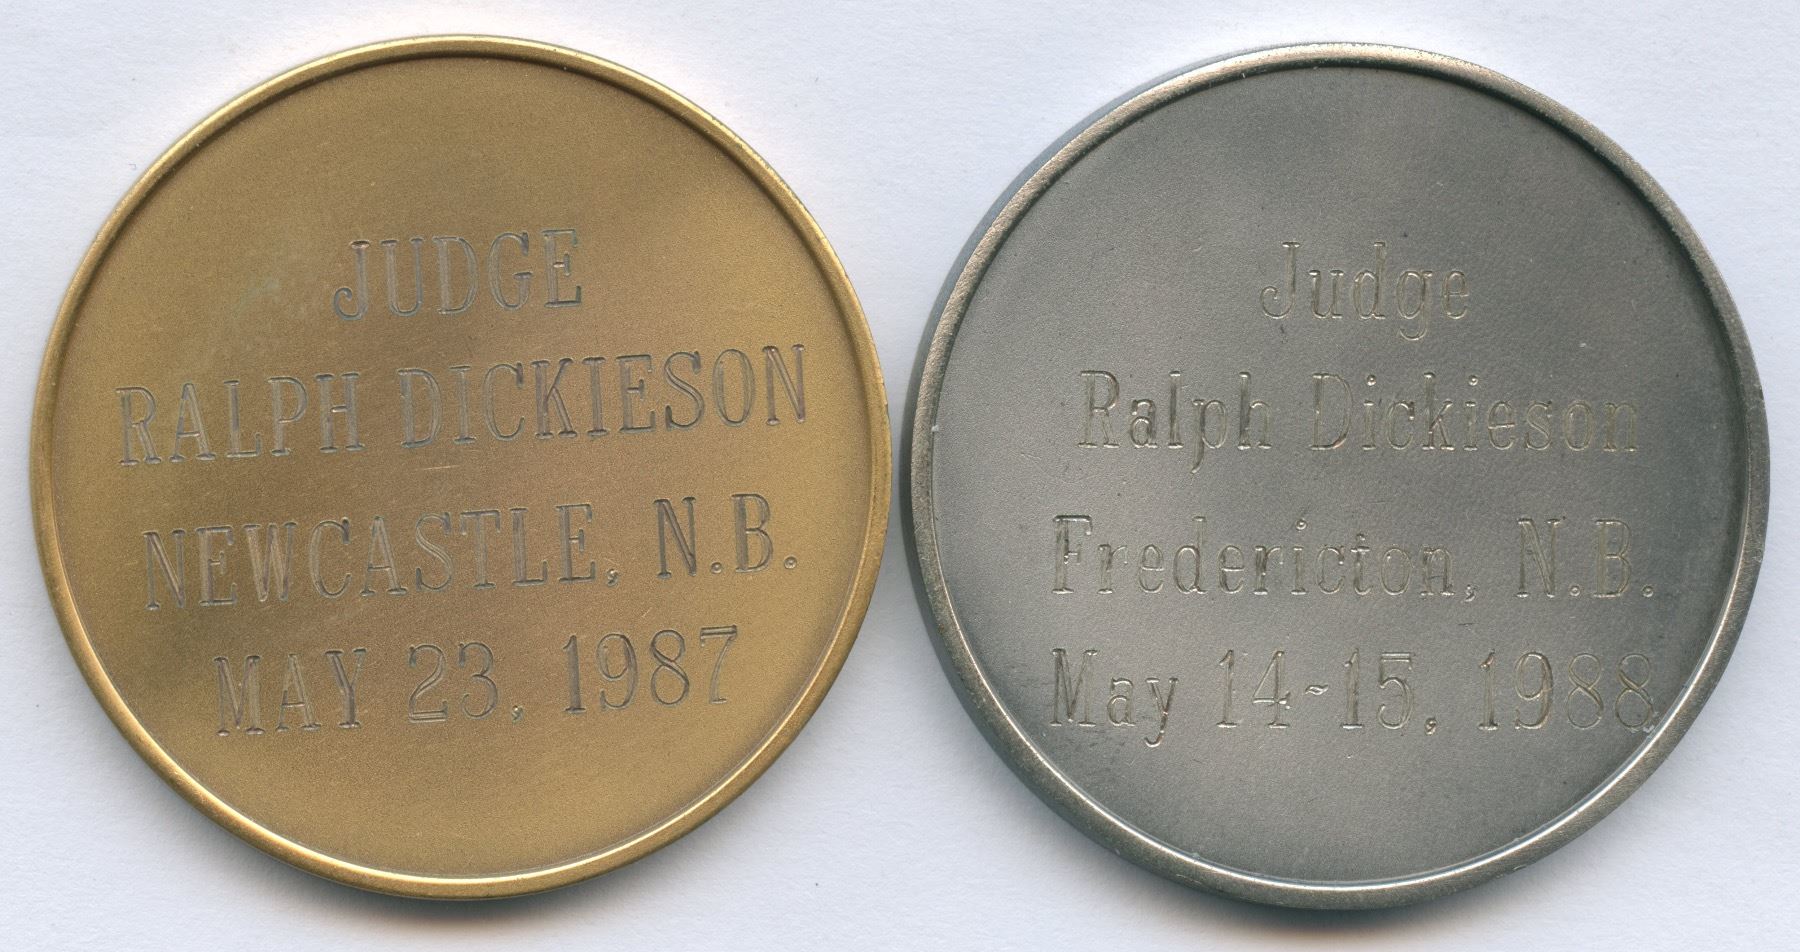 JUDGE
RALPH DICKIESON
NEWCASTLE, N.B.
MAY 23, 1987
Judge
Ralph Dickieson
Fredericton, N.B.
May 14-15, 1988